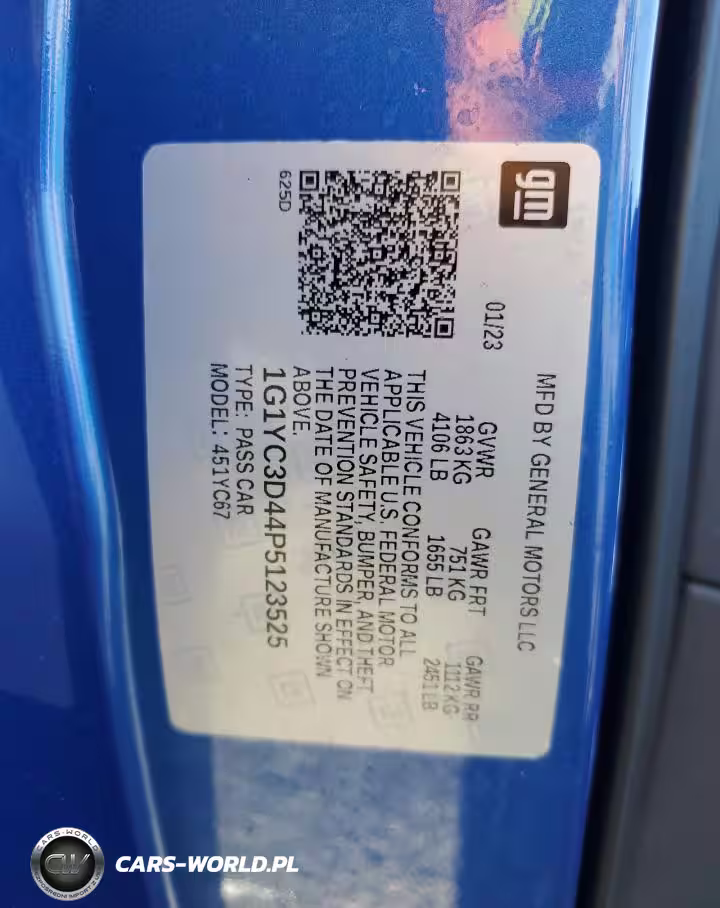 gm
MFD BY GENERAL MOTORS LLC
01/23
GVWR GAWR FRT GAWR RR
1863 KG 751 KG 1112 KG
4106 LB 1655 LB 2451 LB
THIS VEHICLE CONFORMS TO ALL
APPLICABLE U.S. FEDERAL MOTOR
VEHICLE SAFETY, BUMPER, AND THEFT
PREVENTION STANDARDS IN EFFECT ON
THE DATE OF MANUFACTURE SHOWN
ABOVE.
625D
1G1YC3D44P5123525
TYPE: PASS CAR
MODEL: 451YC67
CARS-WORLD
CW
CARS-WORLD.PL